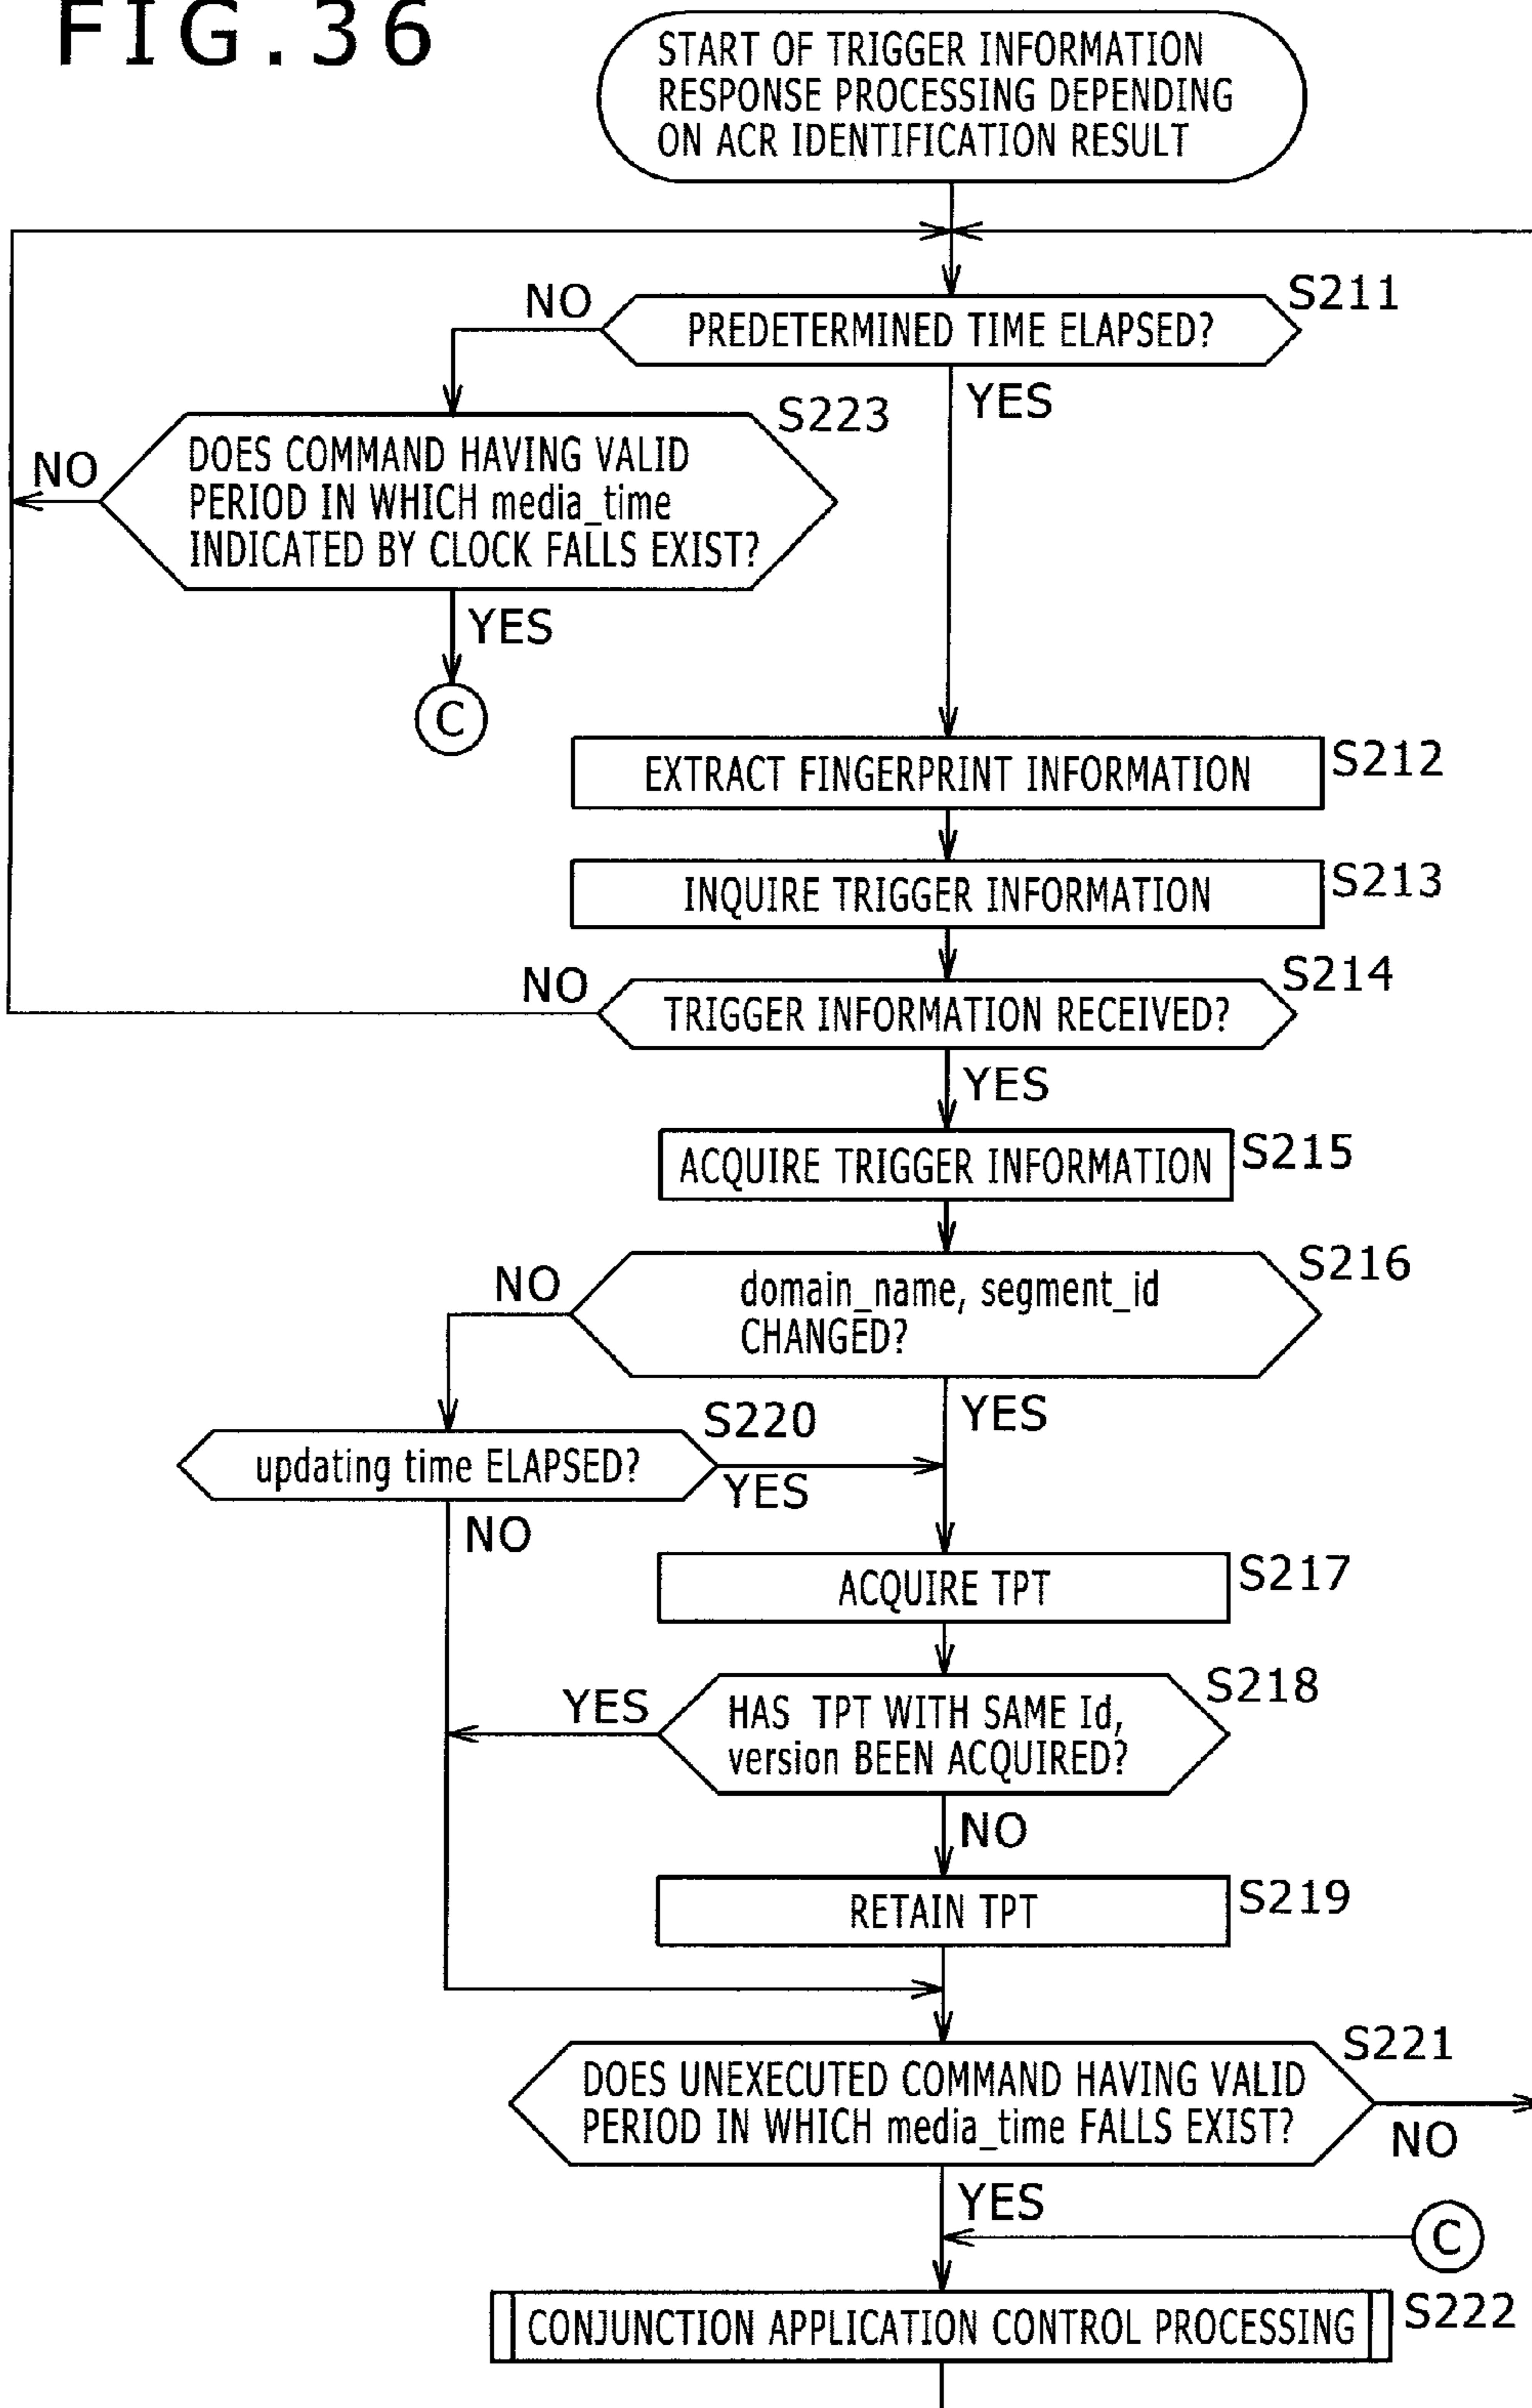 FIG.36
START OF TRIGGER INFORMATION
RESPONSE PROCESSING DEPENDING
ON ACR IDENTIFICATION RESULT
S211
NO
PREDETERMINED TIME ELAPSED?
YES
S223
NO
DOES COMMAND HAVING VALID
PERIOD IN WHICH media_time
INDICATED BY CLOCK FALLS EXIST?
YES
C
EXTRACT FINGERPRINT INFORMATION
S212
INQUIRE TRIGGER INFORMATION
S213
S214
NO
TRIGGER INFORMATION RECEIVED?
YES
ACQUIRE TRIGGER INFORMATION
S215
S216
NO
domain_name, segment_id
CHANGED?
YES
S220
updating time ELAPSED?
YES
NO
ACQUIRE TPT
S217
S218
YES
HAS TPT WITH SAME Id,
version BEEN ACQUIRED?
NO
RETAIN TPT
S219
S221
DOES UNEXECUTED COMMAND HAVING VALID
PERIOD IN WHICH media_time FALLS EXIST?
NO
YES
C
CONJUNCTION APPLICATION CONTROL PROCESSING
S222